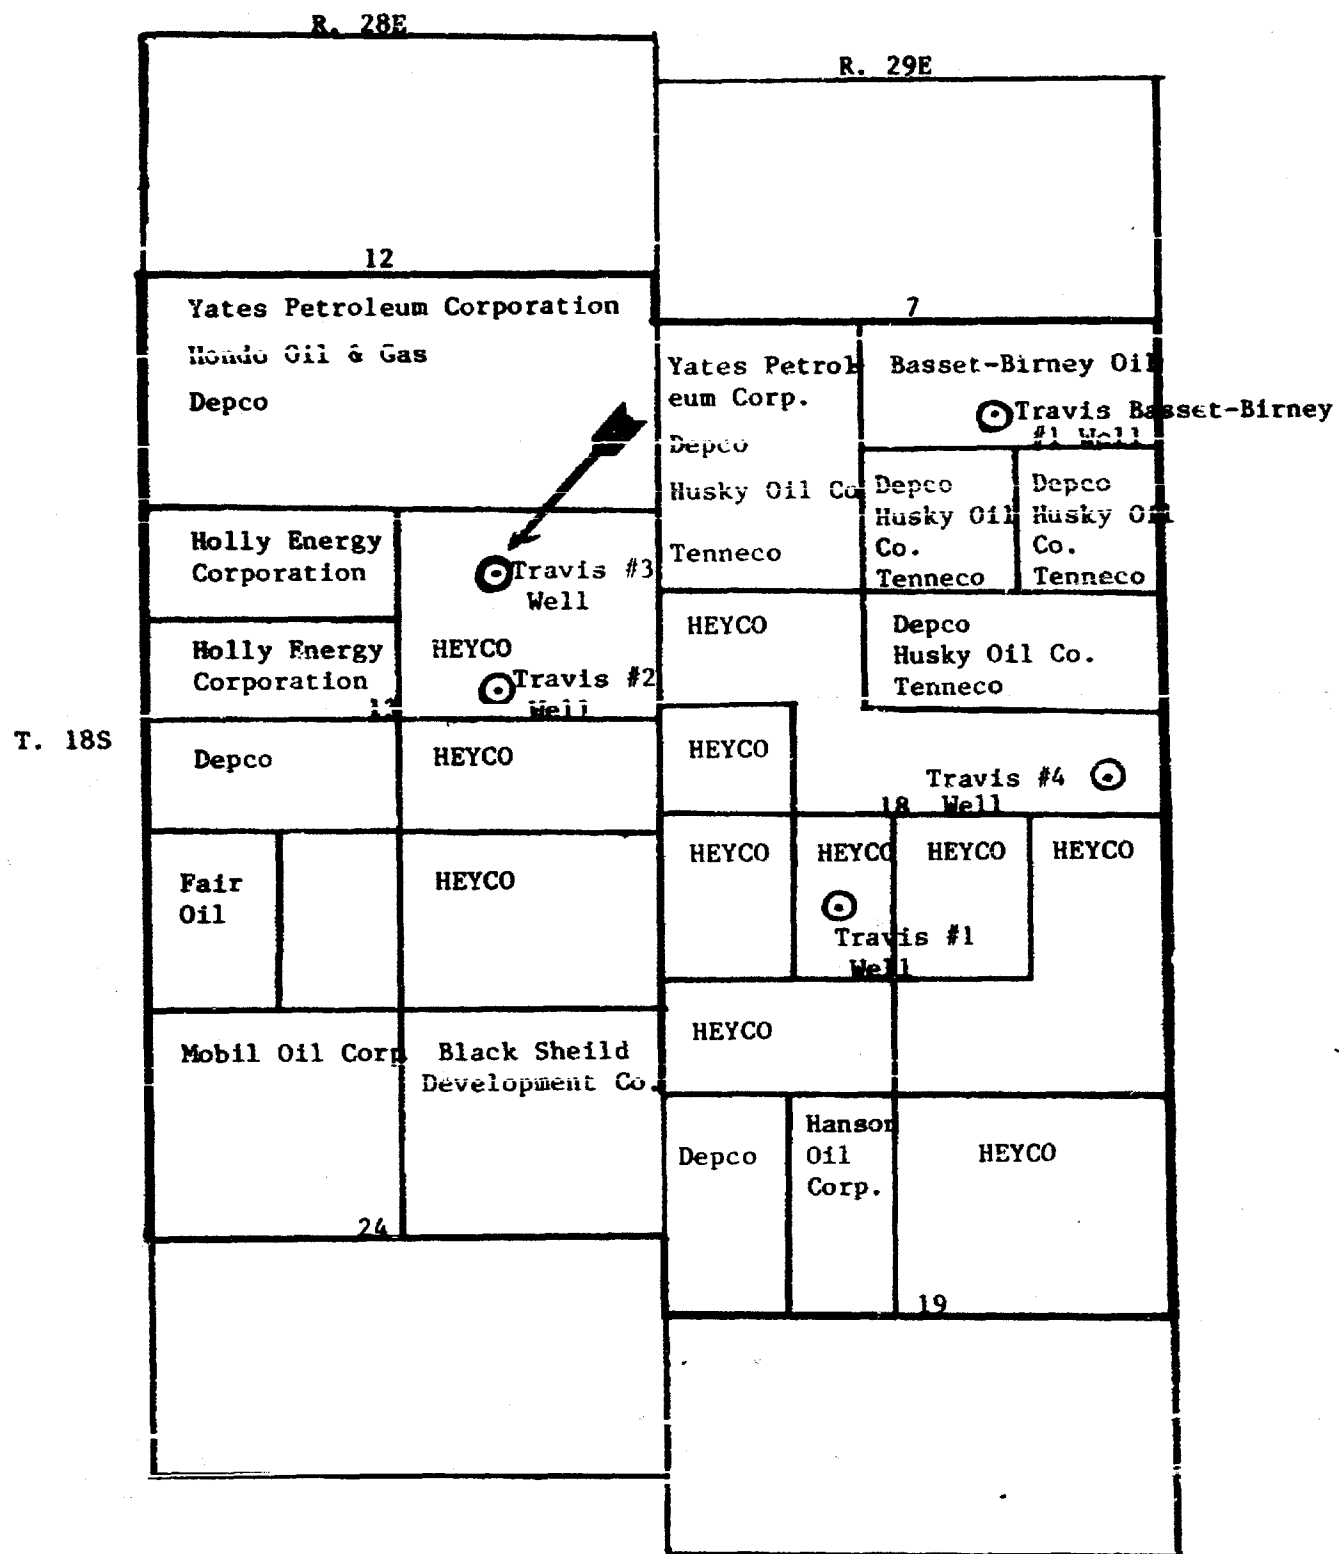 R. 28E
R. 29E
12
7
Yates Petroleum Corporation
Hondo Oil & Gas
Depco
Yates Petrol
eum Corp.
Depco
Husky Oil Co
Tenneco
Basset-Birney Oil
Travis Basset-Birney
#1 Well
Depco
Husky Oil
Co.
Tenneco
Depco
Husky Oil
Co.
Tenneco
Holly Energy
Corporation
Travis #3
Well
Holly Energy
Corporation
HEYCO
Travis #2
Well
13
HEYCO
Depco
Husky Oil Co.
Tenneco
T. 18S
Depco
HEYCO
HEYCO
Travis #4
Well
18
Fair
Oil
HEYCO
HEYCO
HEYCO
HEYCO
HEYCO
Travis #1
Well
Mobil Oil Corp
Black Sheild
Development Co.
HEYCO
24
Depco
Hanson
Oil
Corp.
HEYCO
19